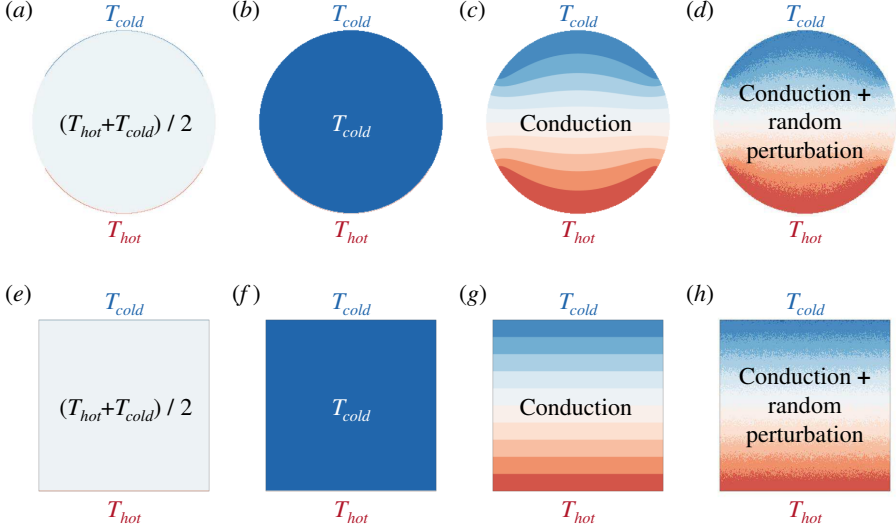 (a)
T_cold
(T_hot+T_cold) / 2
T_hot
(b)
T_cold
T_cold
T_hot
(c)
T_cold
Conduction
T_hot
(d)
T_cold
Conduction +
random
perturbation
T_hot
(e)
T_cold
(T_hot+T_cold) / 2
T_hot
(f)
T_cold
T_cold
T_hot
(g)
T_cold
Conduction
T_hot
(h)
T_cold
Conduction +
random
perturbation
T_hot